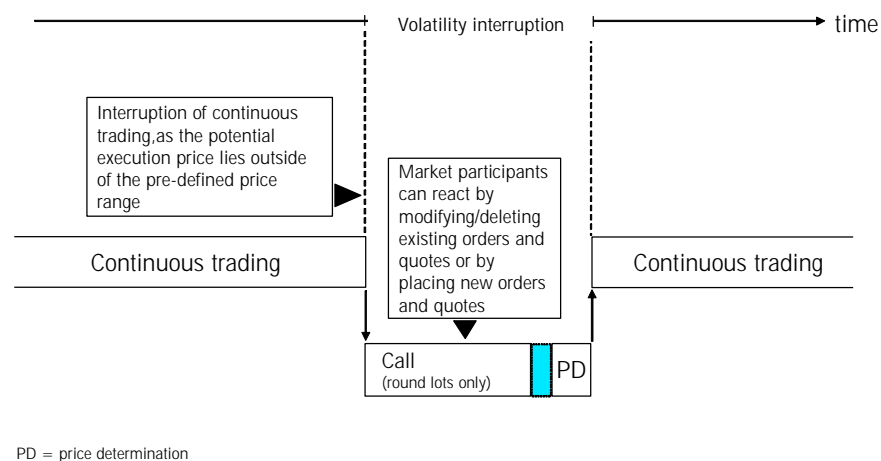 Volatility interruption
time
Interruption of continuous
trading,as the potential
execution price lies outside
of the pre-defined price
range
Market participants
can react by
modifying/deleting
existing orders and
quotes or by
placing new orders
and quotes
Continuous trading
Continuous trading
Call
(round lots only)
PD
PD = price determination